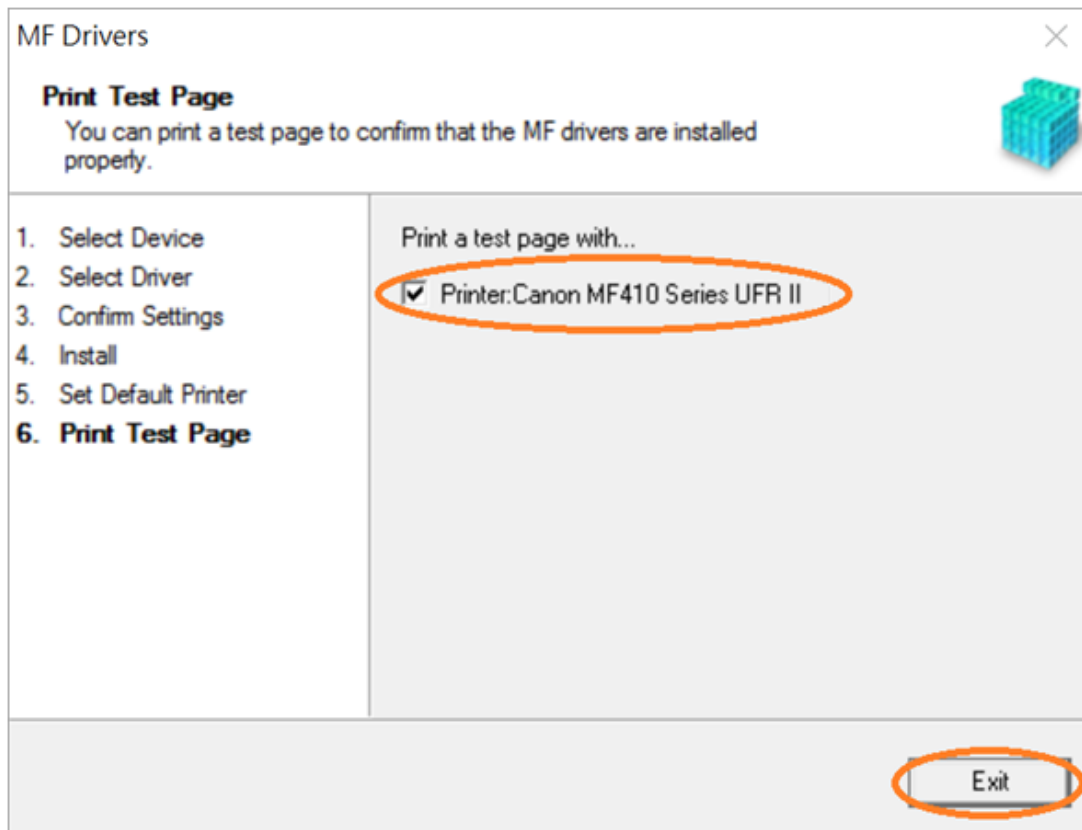 MF Drivers
Print Test Page
You can print a test page to confirm that the MF drivers are installed
properly.
1. Select Device
2. Select Driver
3. Confirm Settings
4. Install
5. Set Default Printer
6. Print Test Page
Print a test page with...
Printer:Canon MF410 Series UFR II
Exit